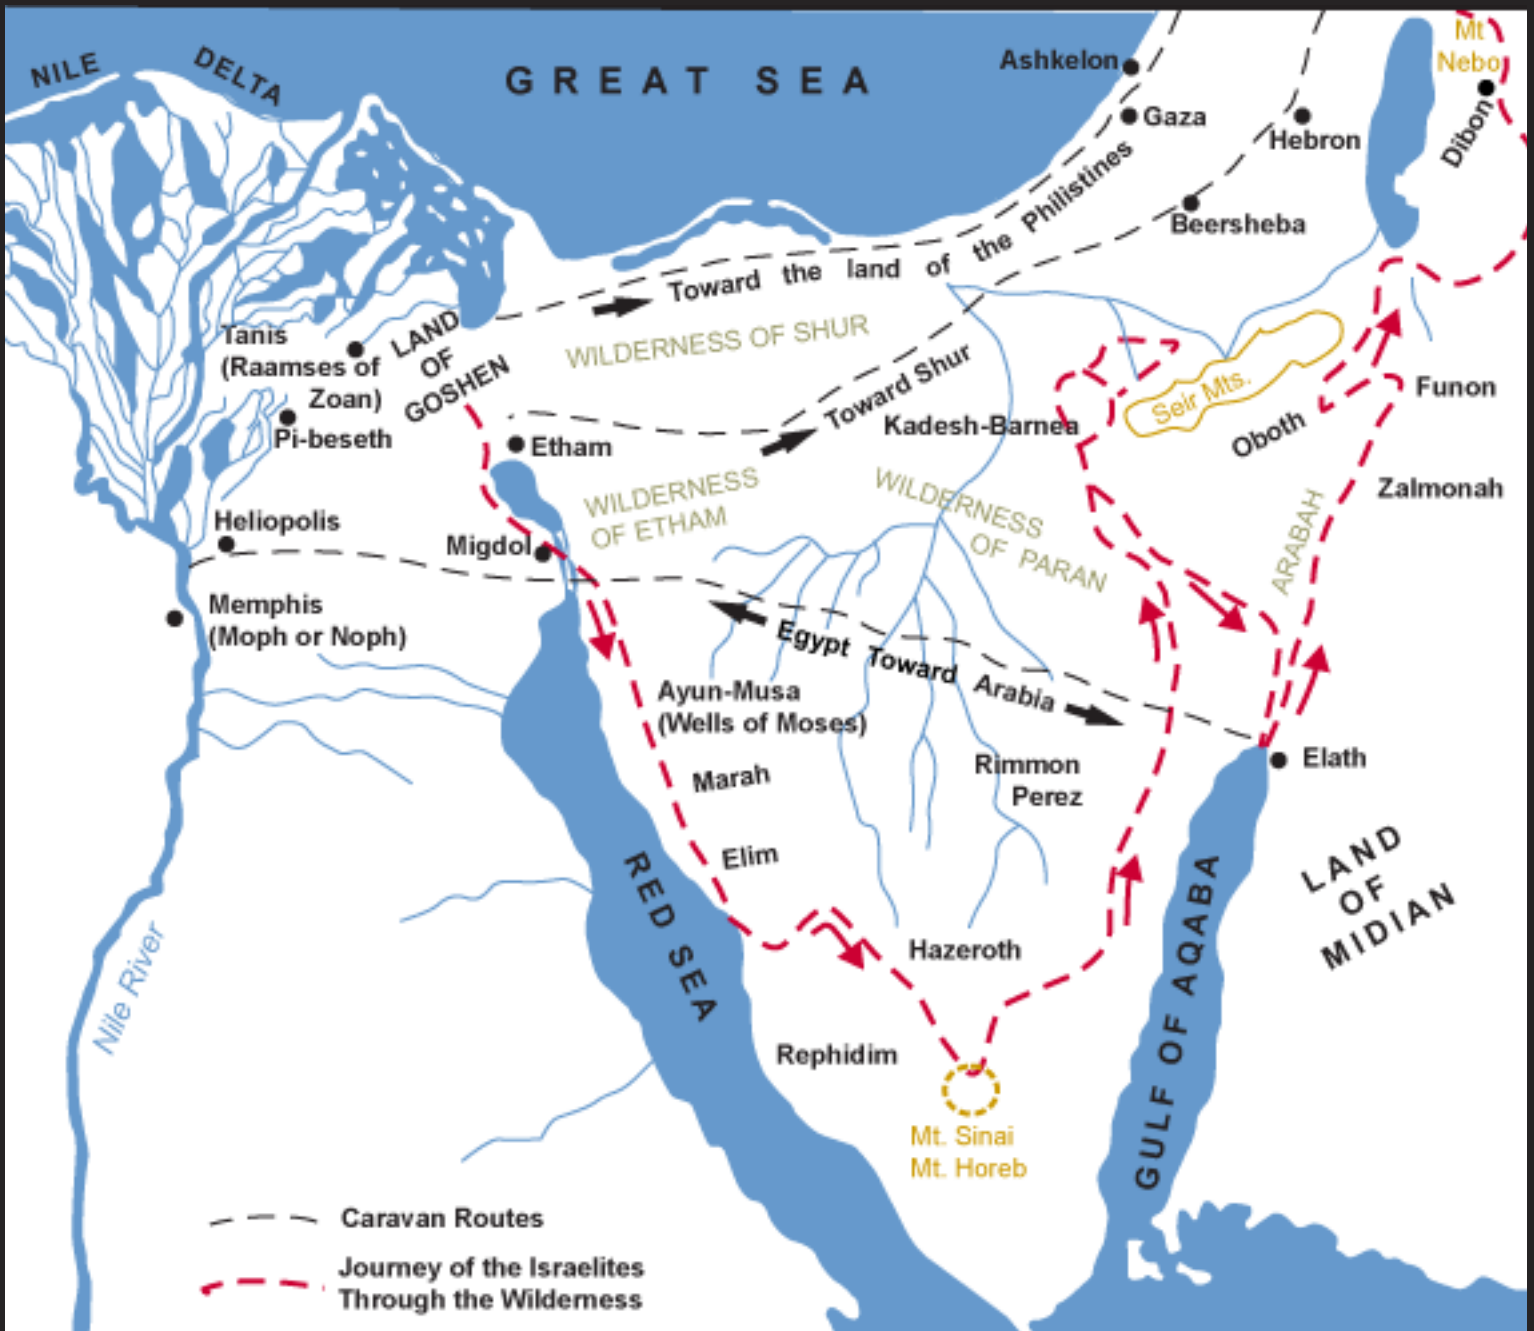 NILE DELTA
GREAT SEA
Ashkelon
Gaza
Hebron
Mt
Nebo
Dibon
Beersheba
Toward the land of the Philistines
WILDERNESS OF SHUR
Tanis
(Raamses of
Zoan)
LAND
OF
GOSHEN
Pi-beseth
Etham
Toward Shur
Kadesh-Barnea
Seir Mts.
Oboth
Funon
Zalmonah
WILDERNESS
OF ETHAM
WILDERNESS
OF PARAN
ARABAH
Heliopolis
Migdol
Memphis
(Moph or Noph)
Egypt Toward Arabia
Ayun-Musa
(Wells of Moses)
Marah
Elim
Rimmon
Perez
Elath
RED SEA
LAND
OF
MIDIAN
GULF OF AQABA
Nile River
Hazeroth
Rephidim
Mt. Sinai
Mt. Horeb
Caravan Routes
Journey of the Israelites
Through the Wilderness